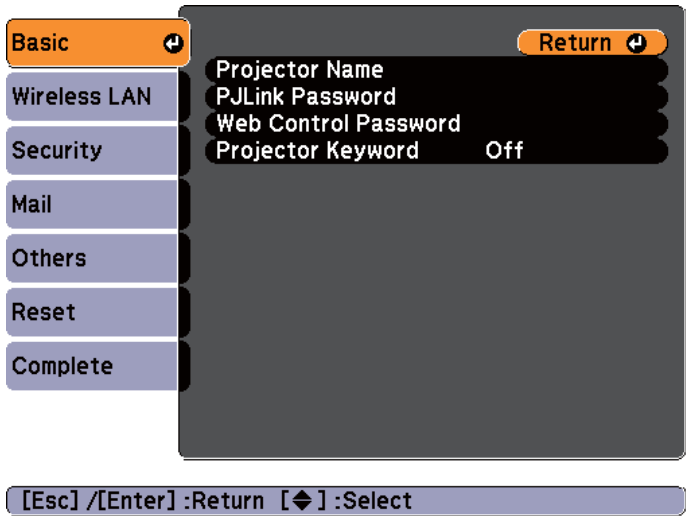 Basic
Return
Projector Name
Wireless LAN
PJLink Password
Web Control Password
Security
Projector Keyword Off
Mail
Others
Reset
Complete
[Esc] /[Enter] :Return [◆] :Select